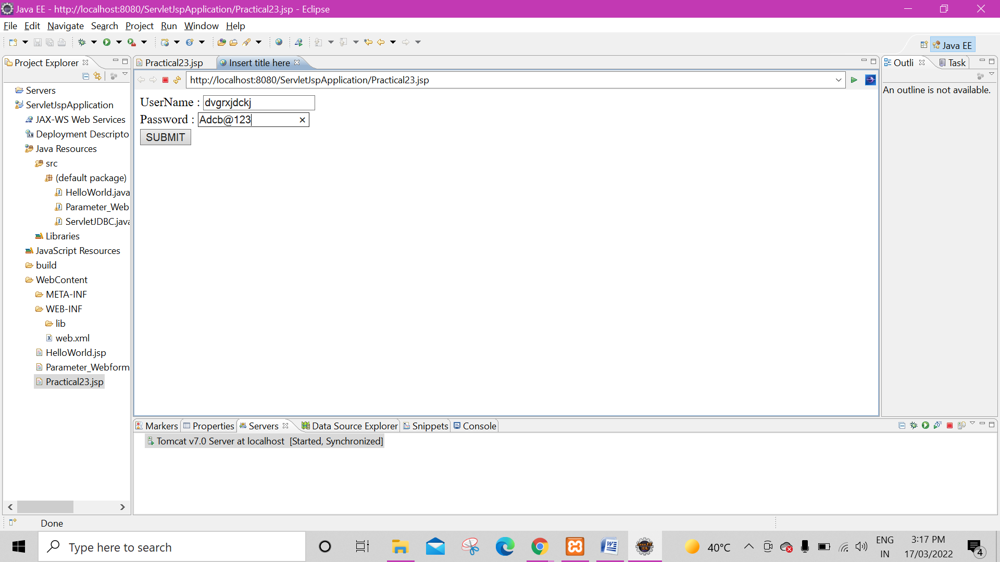 Java EE - http://localhost:8080/ServletJspApplication/Practical23.jsp - Eclipse
File Edit Navigate Search Project Run Window Help
Java EE
Project Explorer
Practical23.jsp
Insert title here
Outli
Task
http://localhost:8080/ServletJspApplication/Practical23.jsp
An outline is not available.
UserName : dvgrxjdckj
Password : Adcb@123
SUBMIT
Servers
ServletJspApplication
JAX-WS Web Services
Deployment Descripto
Java Resources
src
(default package)
HelloWorld.java
Parameter_Web
ServletJDBC.java
Libraries
JavaScript Resources
build
WebContent
META-INF
WEB-INF
lib
web.xml
HelloWorld.jsp
Parameter_Webform
Practical23.jsp
Markers Properties Servers Data Source Explorer Snippets Console
Tomcat v7.0 Server at localhost [Started, Synchronized]
Done
Type here to search
40°C
ENG
IN
3:17 PM
17/03/2022
4